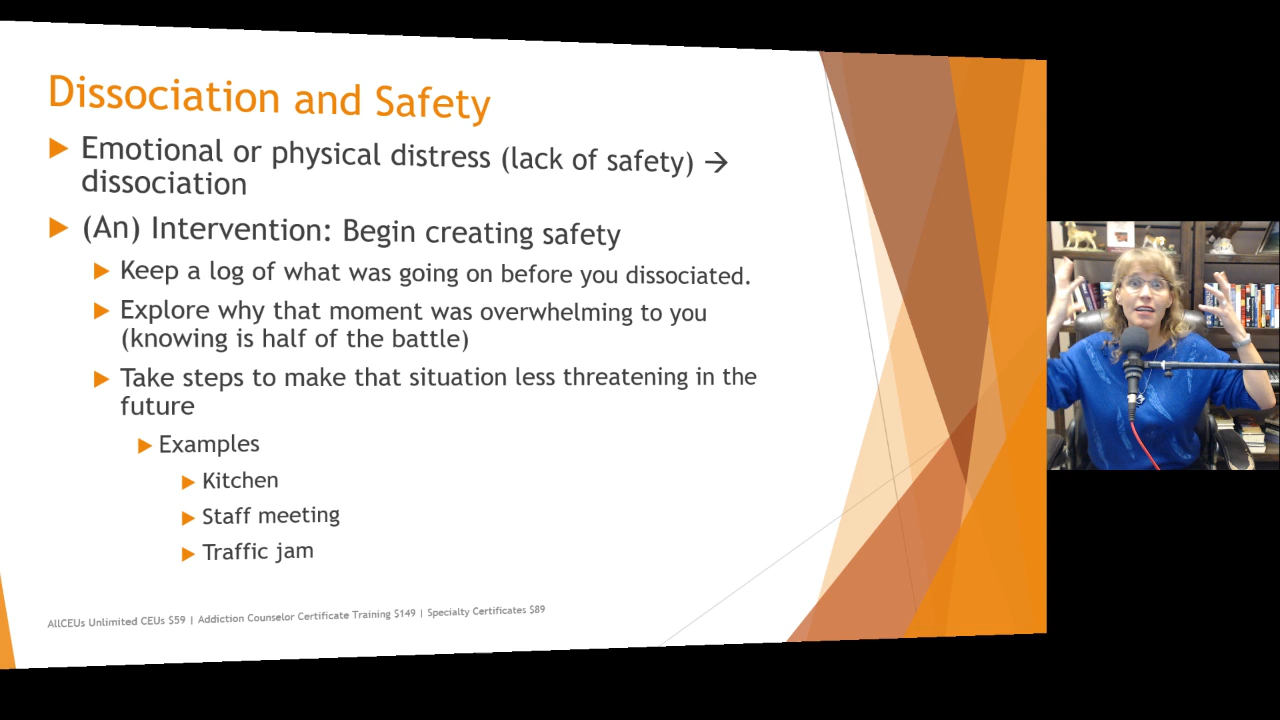 Dissociation and Safety
Emotional or physical distress (lack of safety) →
dissociation
(An) Intervention: Begin creating safety
Keep a log of what was going on before you dissociated.
Explore why that moment was overwhelming to you
(knowing is half of the battle)
Take steps to make that situation less threatening in the
future
Examples
Kitchen
Staff meeting
Traffic jam
AllCEUs Unlimited CEUs $59 | Addiction Counselor Certificate Training $149 | Specialty Certificates $89